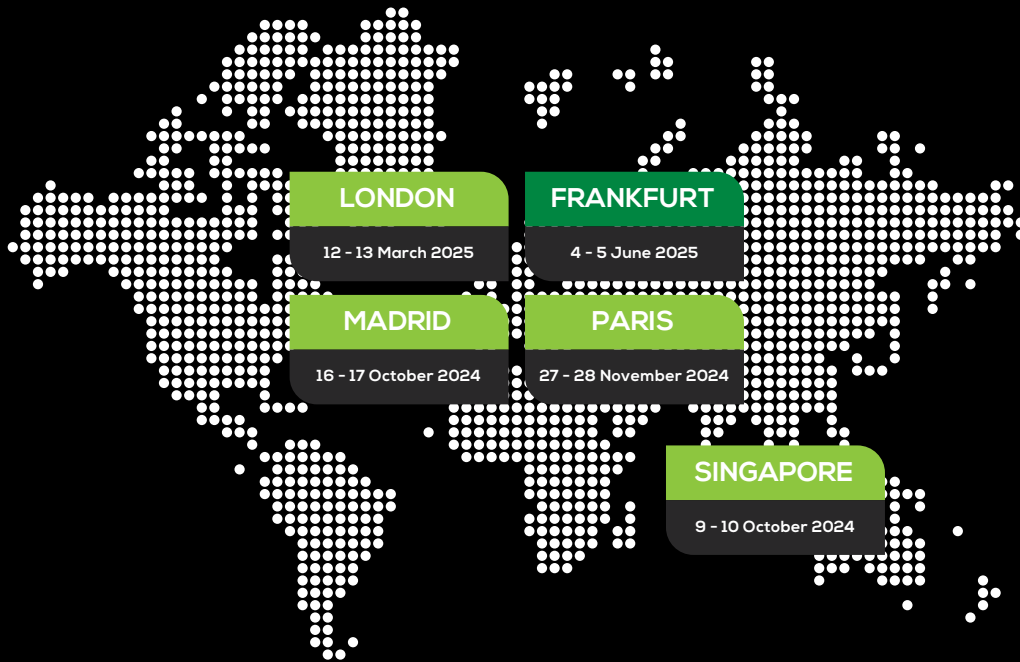 LONDON
12 - 13 March 2025
FRANKFURT
4 - 5 June 2025
MADRID
16 - 17 October 2024
PARIS
27 - 28 November 2024
SINGAPORE
9 - 10 October 2024